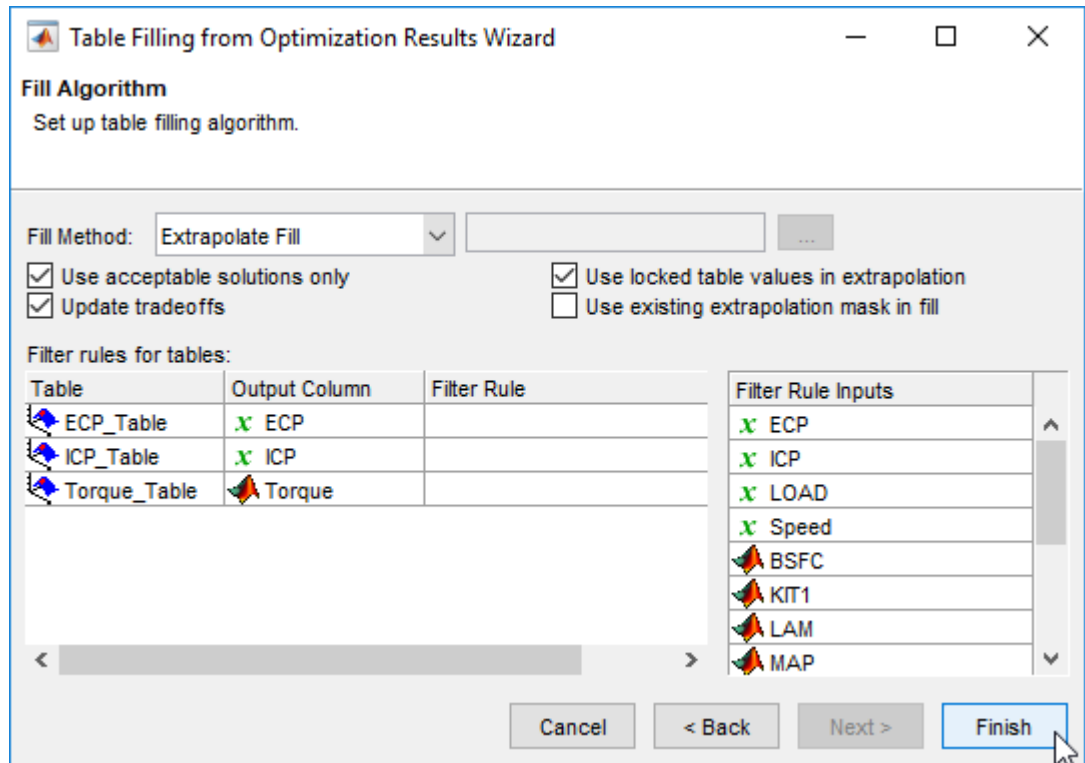 Table Filling from Optimization Results Wizard
Fill Algorithm
Set up table filling algorithm.
Fill Method: Extrapolate Fill ...
Use acceptable solutions only Use locked table values in extrapolation
Update tradeoffs Use existing extrapolation mask in fill
Filter rules for tables:
Table Output Column Filter Rule
ECP_Table x ECP
ICP_Table x ICP
Torque_Table Torque
Filter Rule Inputs
x ECP
x ICP
x LOAD
x Speed
BSFC
KIT1
LAM
MAP
Cancel < Back Next > Finish